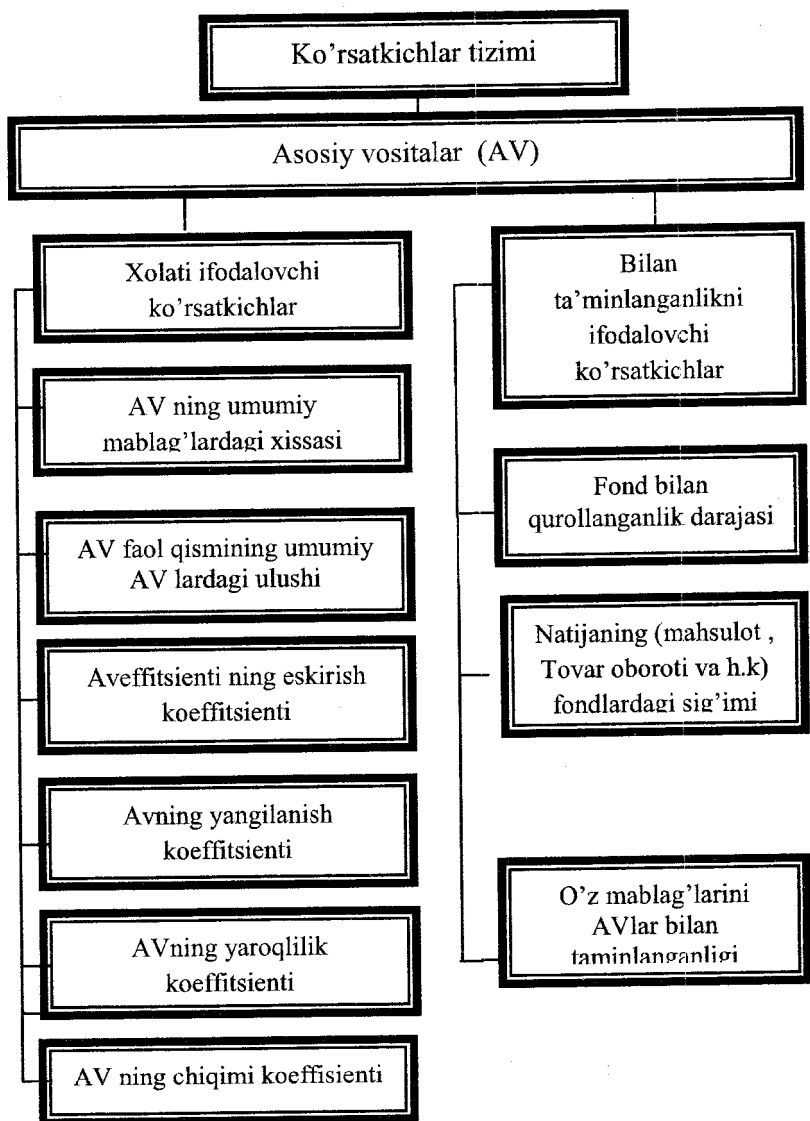 Ko'rsatkichlar tizimi
Asosiy vositalar (AV)
Xolati ifodalovchi
ko'rsatkichlar
AV ning umumiy
mablag'lardagi xissasi
AV faol qismining umumiy
AV lardagi ulushi
Aveffitsienti ning eskirish
koeffitsienti
Avning yangilanish
koeffitsienti
AVning yaroqlilik
koeffitsienti
AV ning chiqimi koeffisienti
Bilan
ta'minlanganlikni
ifodalovchi
ko'rsatkichlar
Fond bilan
qurollanganlik darajasi
Natijaning (mahsulot ,
Tovar oboroti va h.k)
fondlardagi sig'imi
O'z mablag'larini
AVlar bilan
taminlanganligi